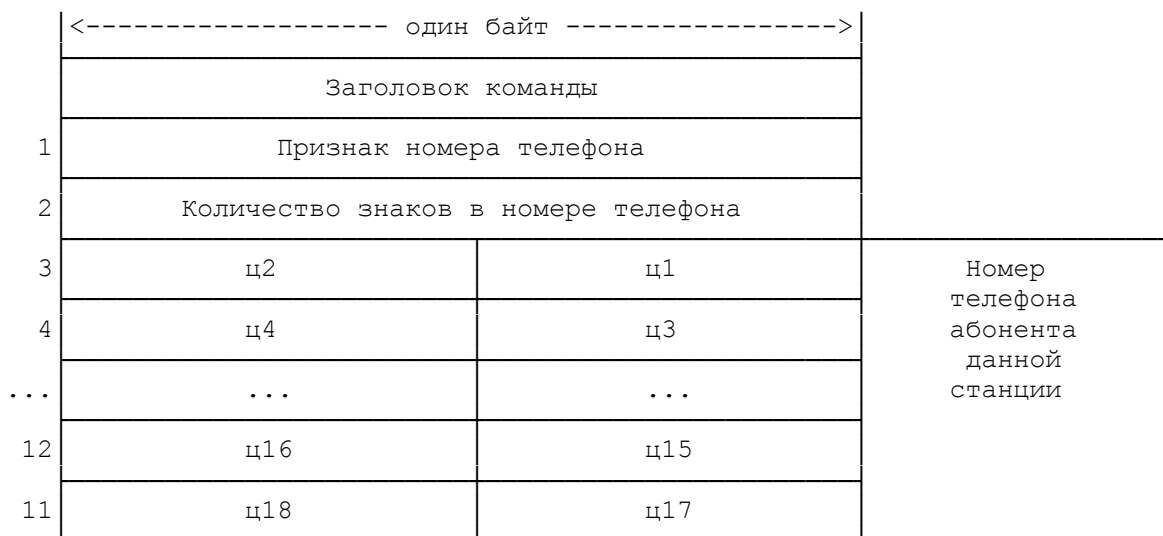 <------------------ один байт ---------------->
Заголовок команды
1 Признак номера телефона
2 Количество знаков в номере телефона
3 ц2 ц1 Номер
телефона
4 ц4 ц3 абонента
данной
... ... ... станции
12 ц16 ц15
11 ц18 ц17